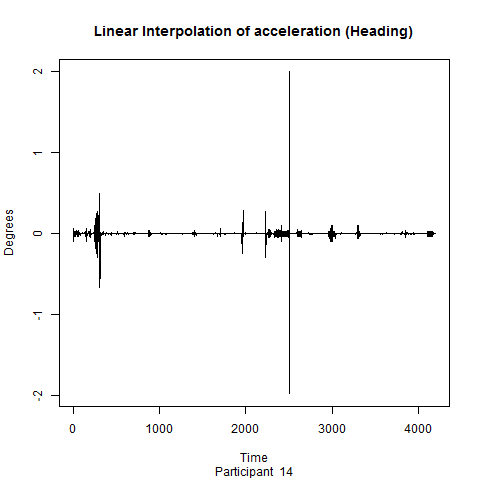 Linear Interpolation of acceleration (Heading)
Degrees
2
1
0
-1
-2
0 1000 2000 3000 4000
Time
Participant 14